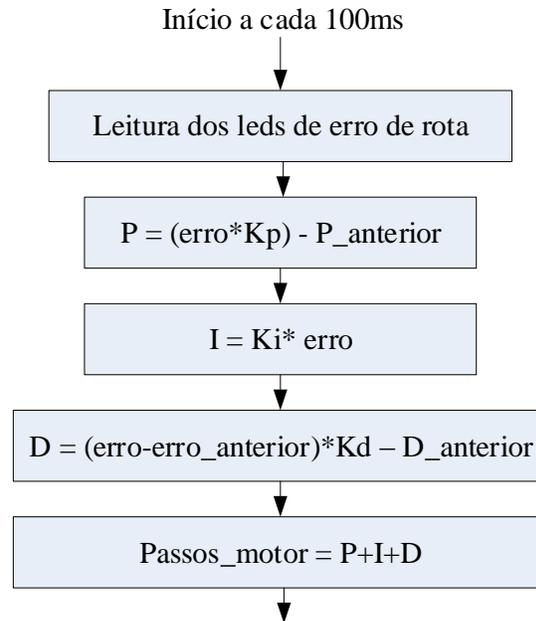 Início a cada 100ms
Leitura dos leds de erro de rota
P = (erro*Kp) - P_anterior
I = Ki* erro
D = (erro-erro_anterior)*Kd – D_anterior
Passos_motor = P+I+D